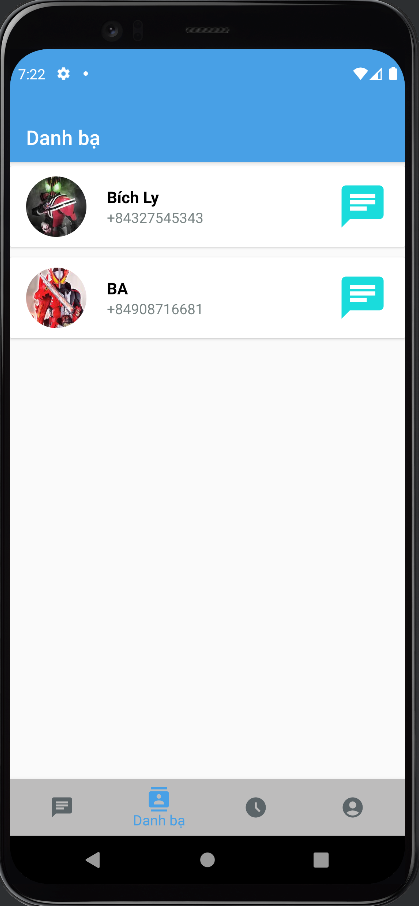 7:22
Danh bạ
Bích Ly
+84327545343
BA
+84908716681
Danh bạ